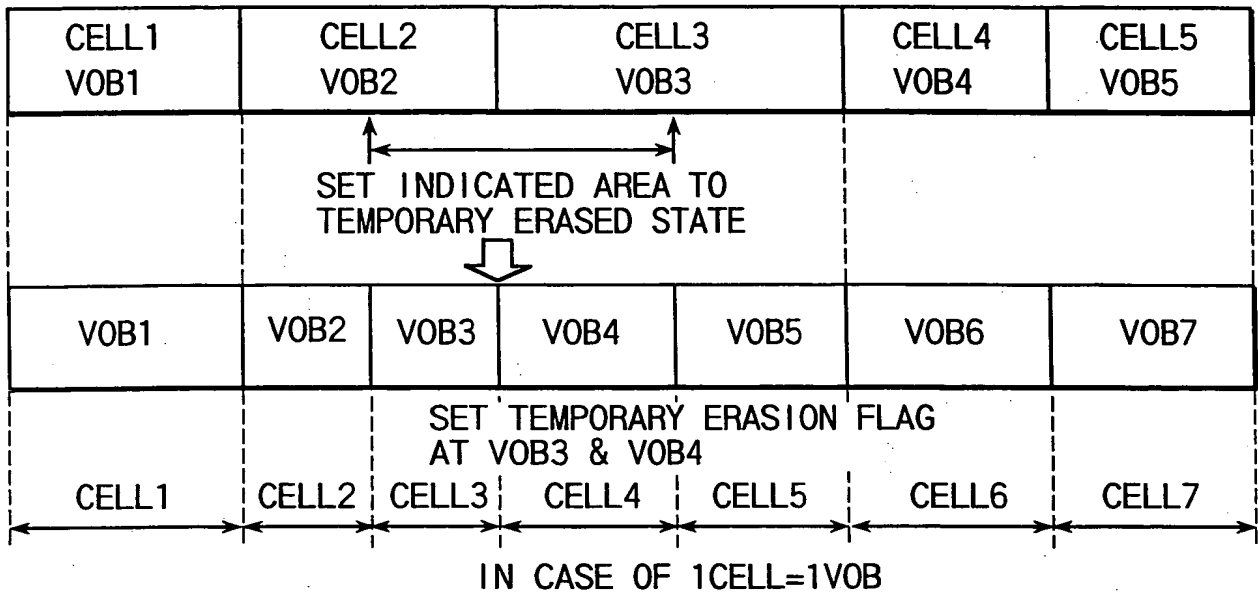 CELL1 CELL2 CELL3 CELL4 CELL5
VOB1 VOB2 VOB3 VOB4 VOB5
SET INDICATED AREA TO
TEMPORARY ERASED STATE
VOB1 VOB2 VOB3 VOB4 VOB5 VOB6 VOB7
SET TEMPORARY ERASION FLAG
AT VOB3 & VOB4
CELL1 CELL2 CELL3 CELL4 CELL5 CELL6 CELL7
IN CASE OF 1CELL=1VOB